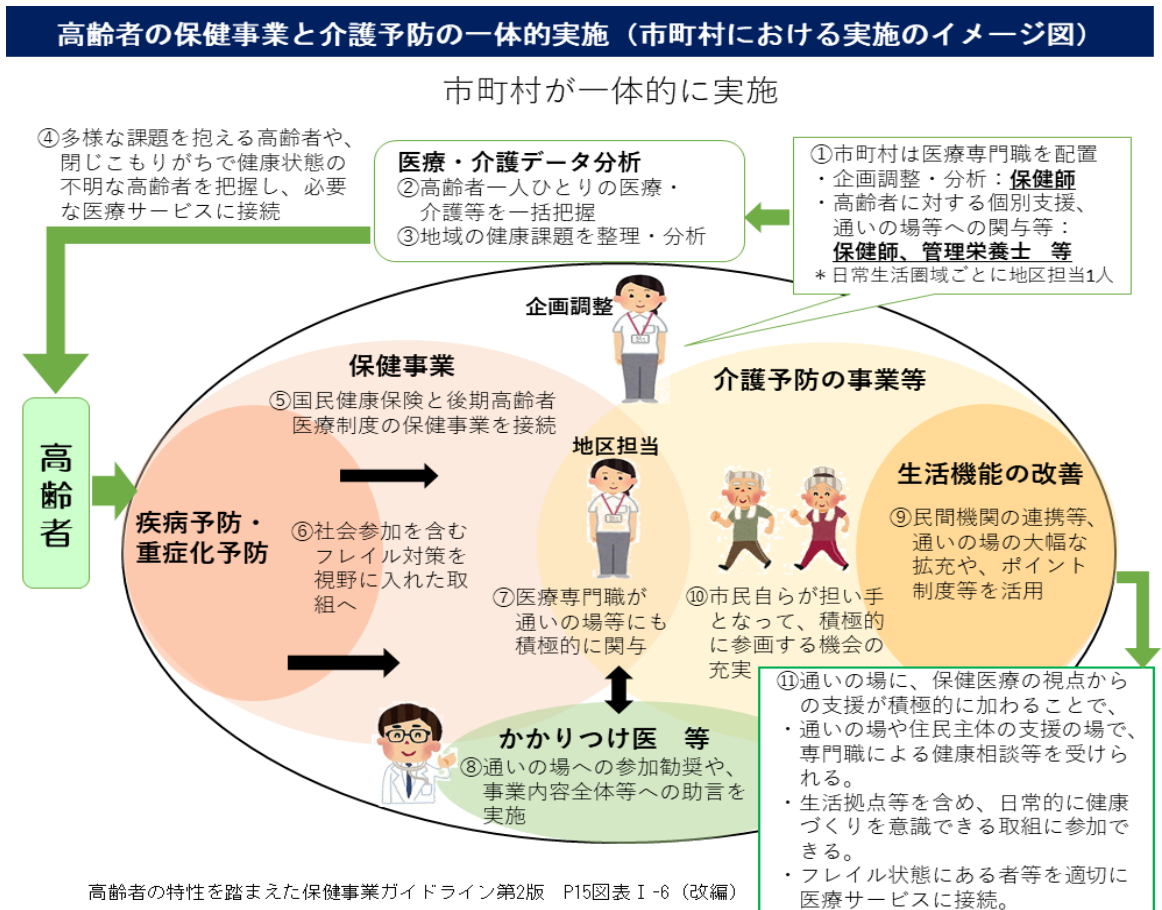 高齢者の保健事業と介護予防の一体的実施（市町村における実施のイメージ図）
市町村が一体的に実施
④多様な課題を抱える高齢者や、
閉じこもりがちで健康状態の
不明な高齢者を把握し、必要
な医療サービスに接続
医療・介護データ分析
②高齢者一人ひとりの医療・
介護等を一括把握
③地域の健康課題を整理・分析
①市町村は医療専門職を配置
・企画調整・分析：保健師
・高齢者に対する個別支援、
通いの場等への関与等：
保健師、管理栄養士　等
＊日常生活圏域ごとに地区担当1人
企画調整
保健事業
⑤国民健康保険と後期高齢者
医療制度の保健事業を接続
介護予防の事業等
高齢者
疾病予防・
重症化予防
⑥社会参加を含む
フレイル対策を
視野に入れた取
組へ
地区担当
⑦医療専門職が
通いの場等にも
積極的に関与
⑩市民自らが担い手
となって、積極的
に参画する機会の
充実
生活機能の改善
⑨民間機関の連携等、
通いの場の大幅な
拡充や、ポイント
制度等を活用
かかりつけ医　等
⑧通いの場への参加勧奨や、
事業内容全体等への助言を
実施
⑪通いの場に、保健医療の視点から
の支援が積極的に加わることで、
・通いの場や住民主体の支援の場で、
専門職による健康相談等を受けら
れる。
・生活拠点等を含め、日常的に健康
づくりを意識できる取組に参加で
きる。
・フレイル状態にある者等を適切に
医療サービスに接続。
高齢者の特性を踏まえた保健事業ガイドライン第2版　P15図表Ⅰ-6（改編）